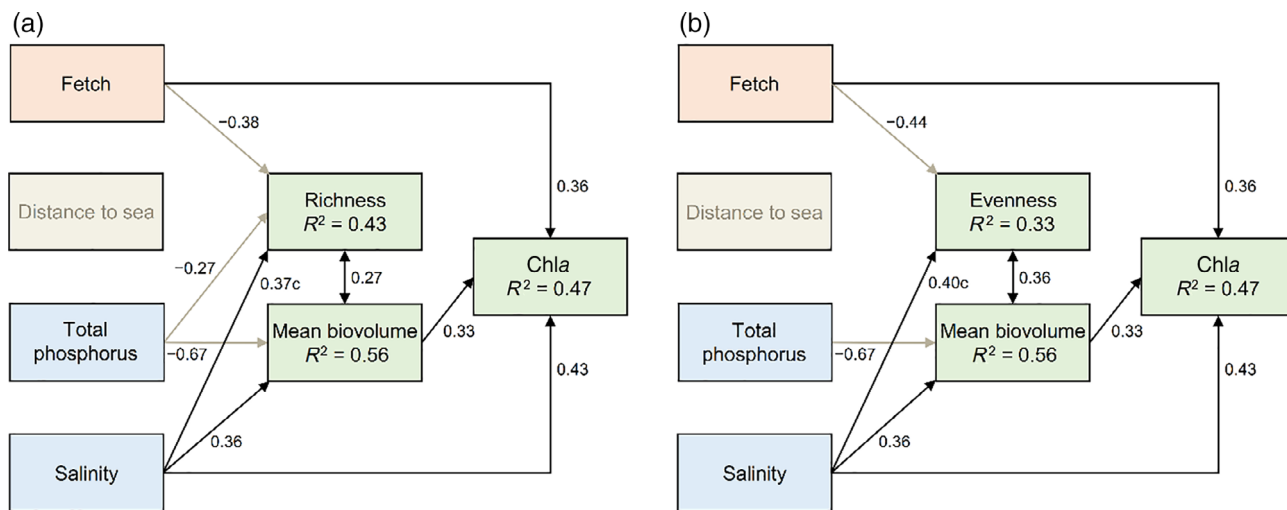 (a)
Fetch
−0.38
Distance to sea
Richness
R² = 0.43
0.36
−0.27
0.37c
0.27
Chla
R² = 0.47
Total
phosphorus
−0.67
Mean biovolume
R² = 0.56
0.33
0.43
0.36
Salinity
(b)
Fetch
−0.44
Distance to sea
Evenness
R² = 0.33
0.36
0.40c
0.36
Chla
R² = 0.47
Total
phosphorus
−0.67
Mean biovolume
R² = 0.56
0.33
0.43
0.36
Salinity